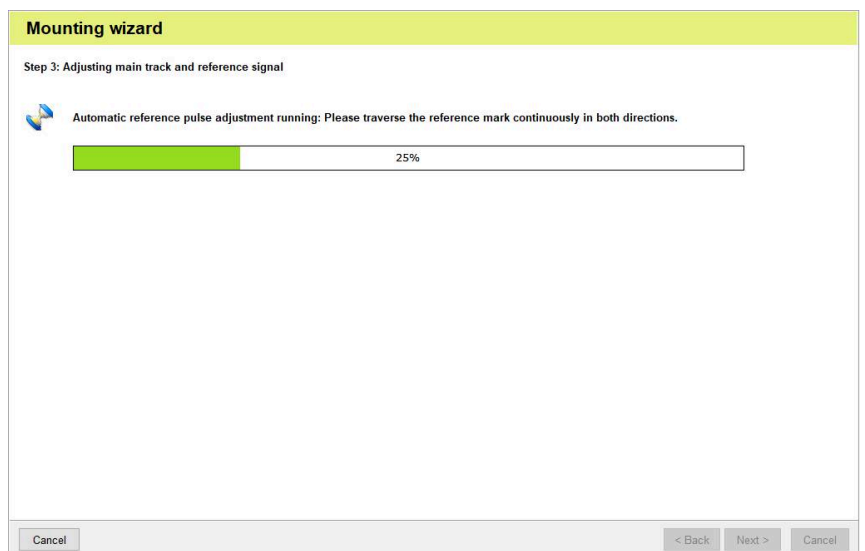 Mounting wizard
Step 3: Adjusting main track and reference signal
Automatic reference pulse adjustment running: Please traverse the reference mark continuously in both directions.
25%
Cancel < Back Next > Cancel